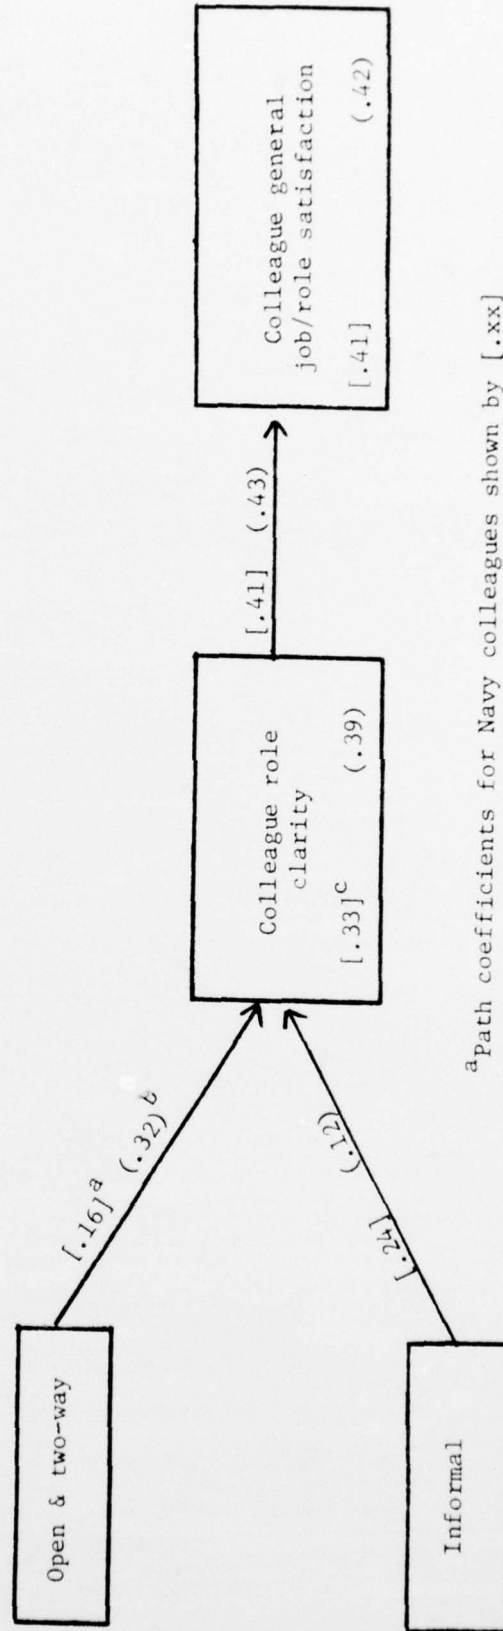 Open & two-way
[.16]a (.32)b
Informal
[.24] (.12)
Colleague role
clarity
[.33]c (.39)
[.41] (.43)
Colleague general
job/role satisfaction
[.41] (.42)
aPath coefficients for Navy colleagues shown by [.xx]